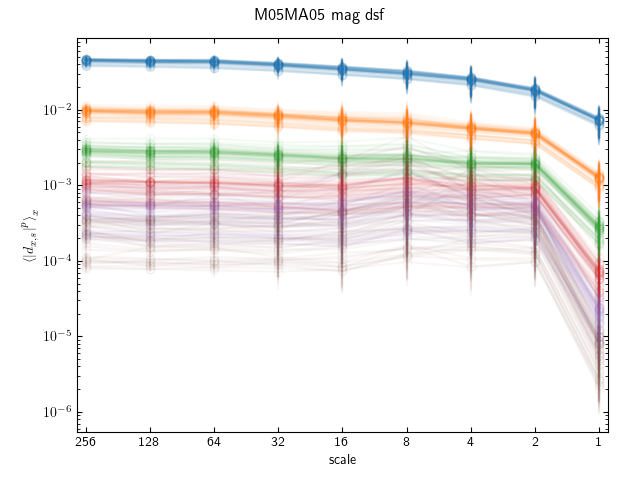 M05MA05 mag dsf
⟨|d_{x,s}|^p⟩_x
10^{-2}
10^{-3}
10^{-4}
10^{-5}
10^{-6}
256 128 64 32 16 8 4 2 1
scale